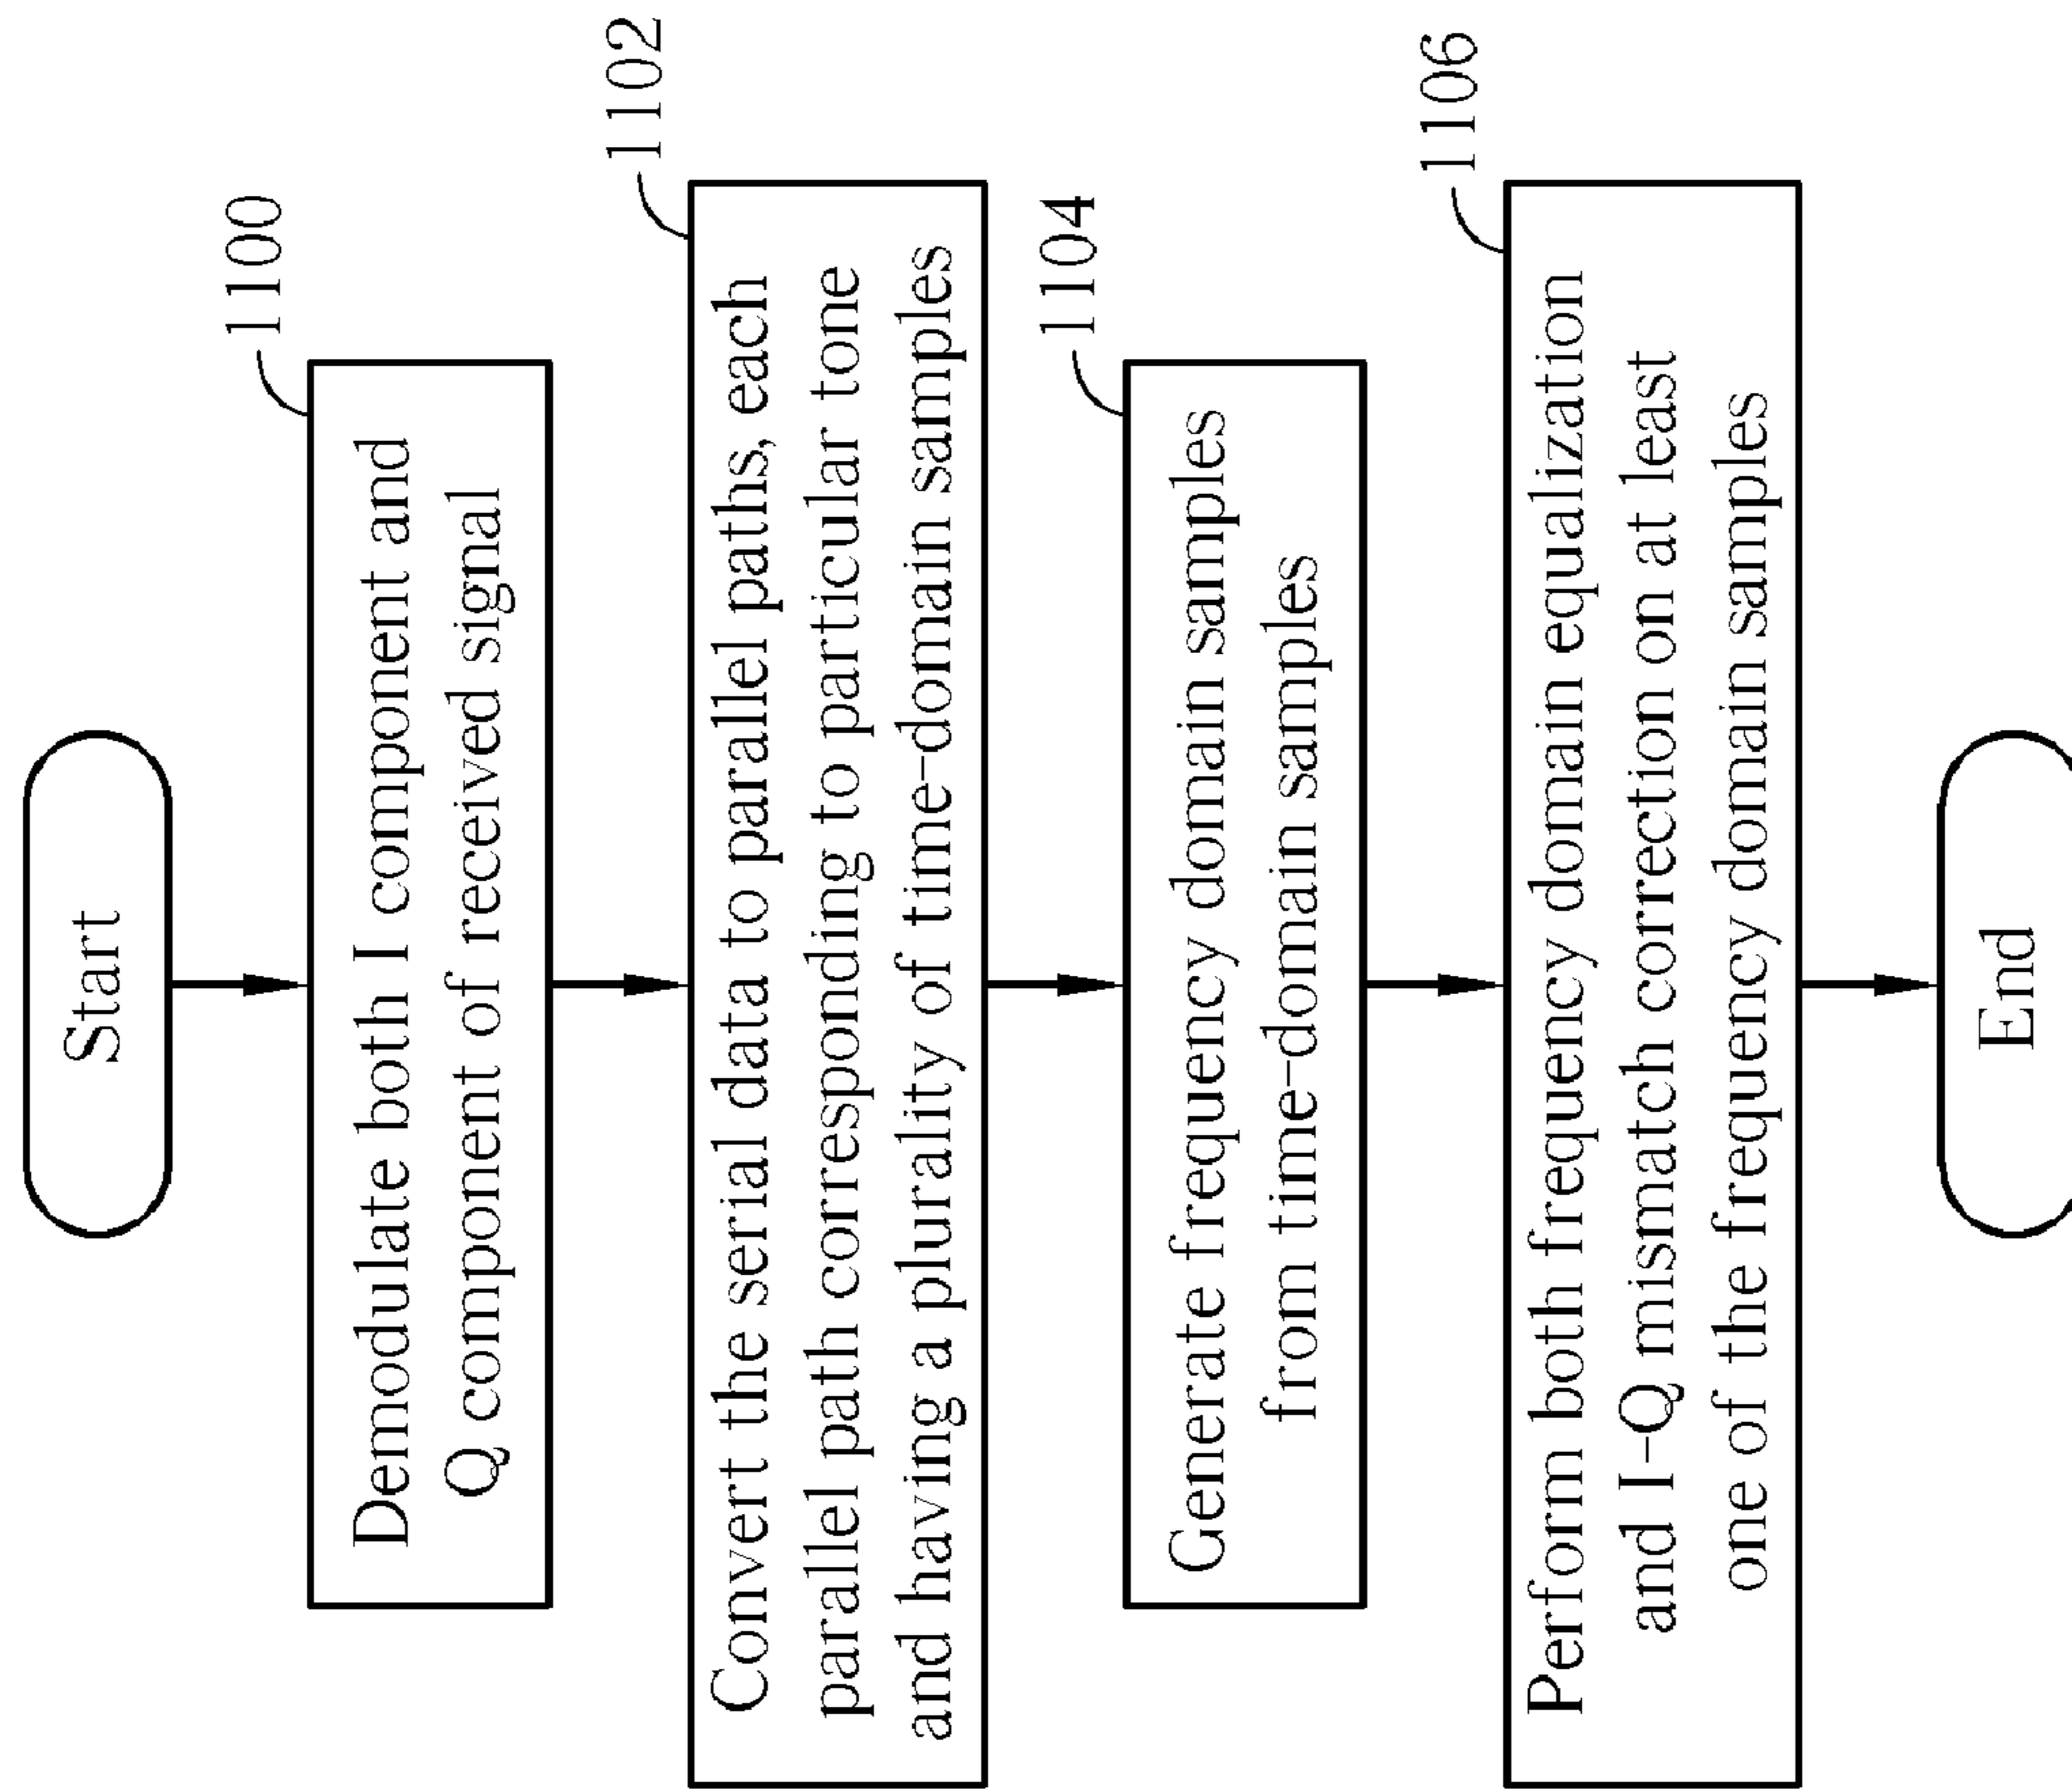 Start
1100
Demodulate both I component and
Q component of received signal
1102
Convert the serial data to parallel paths, each
parallel path corresponding to particular tone
and having a plurality of time-domain samples
1104
Generate frequency domain samples
from time-domain samples
1106
Perform both frequency domain equalization
and I-Q mismatch correction on at least
one of the frequency domain samples
End